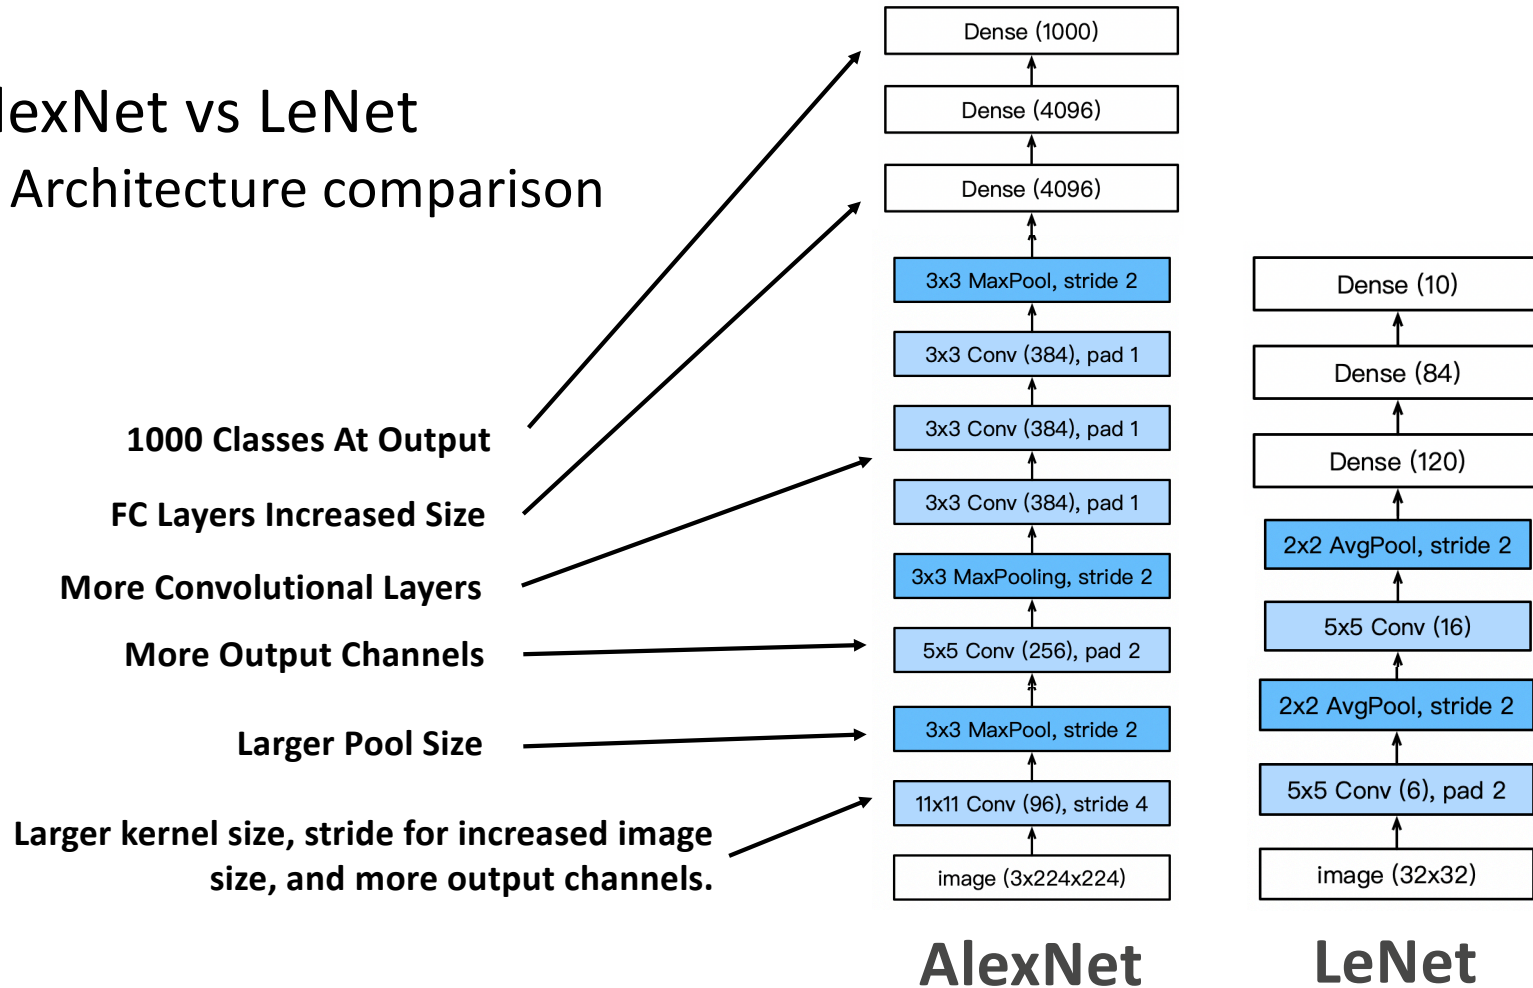 lexNet vs LeNet
Architecture comparison
1000 Classes At Output
FC Layers Increased Size
More Convolutional Layers
More Output Channels
Larger Pool Size
Larger kernel size, stride for increased image
size, and more output channels.
Dense (1000)
Dense (4096)
Dense (4096)
3x3 MaxPool, stride 2
3x3 Conv (384), pad 1
3x3 Conv (384), pad 1
3x3 Conv (384), pad 1
3x3 MaxPooling, stride 2
5x5 Conv (256), pad 2
3x3 MaxPool, stride 2
11x11 Conv (96), stride 4
image (3x224x224)
AlexNet
Dense (10)
Dense (84)
Dense (120)
2x2 AvgPool, stride 2
5x5 Conv (16)
2x2 AvgPool, stride 2
5x5 Conv (6), pad 2
image (32x32)
LeNet